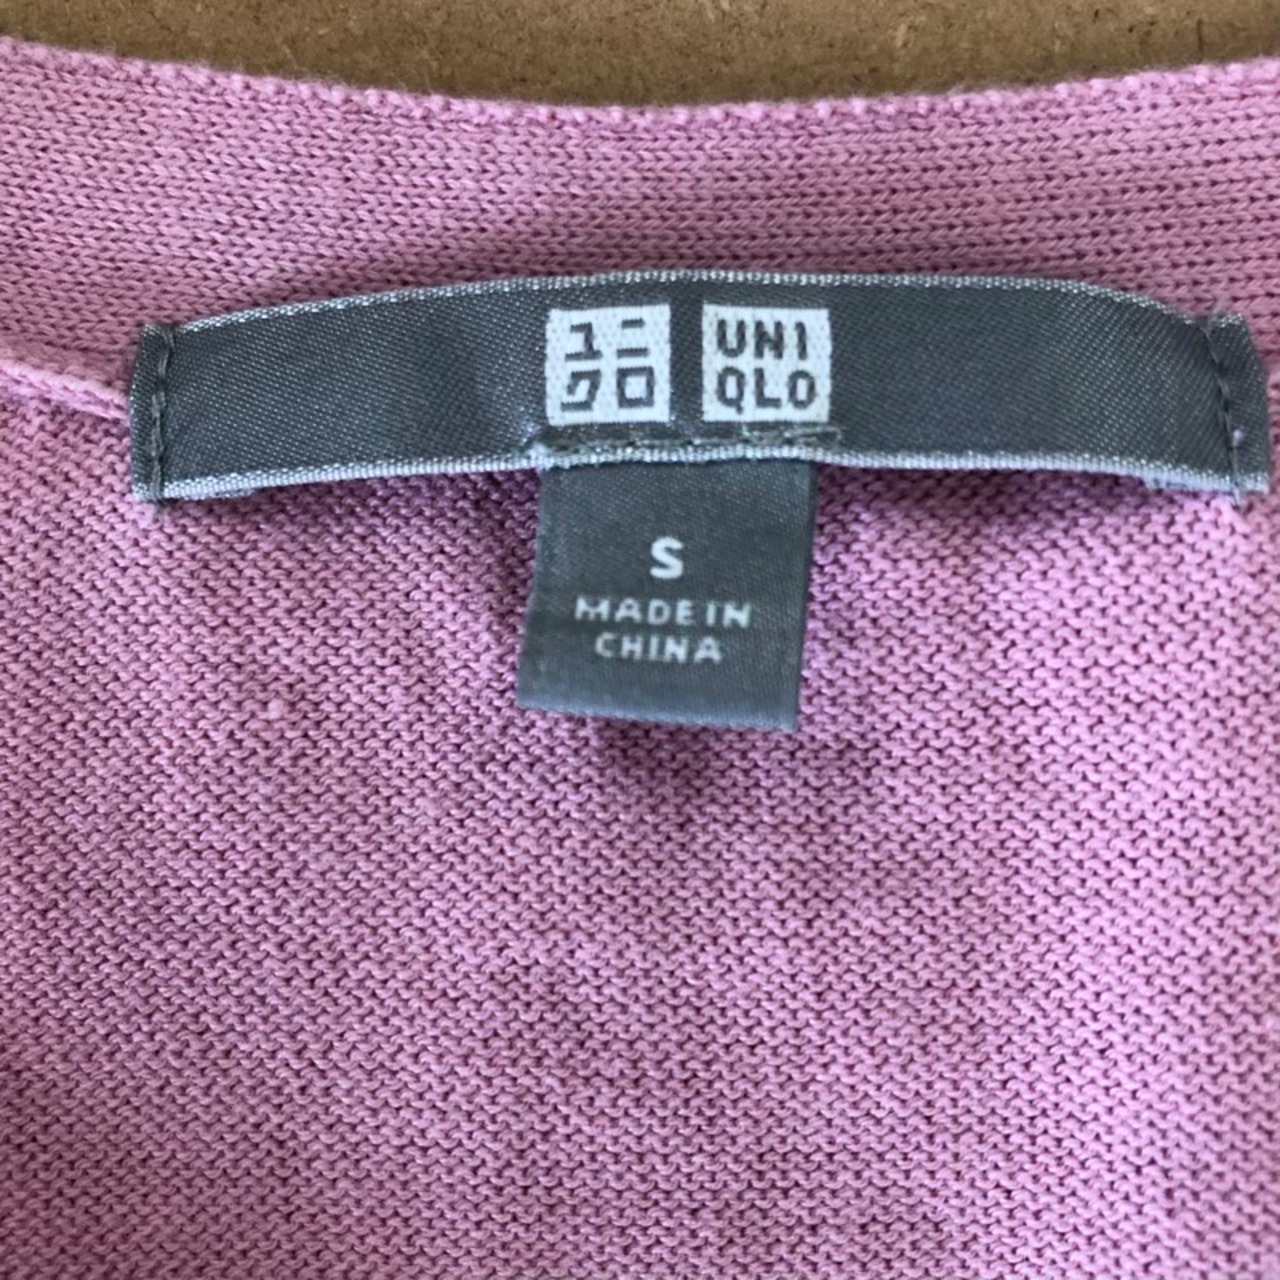 ユニ
クロ
UNI
QLO
S
MADE IN
CHINA